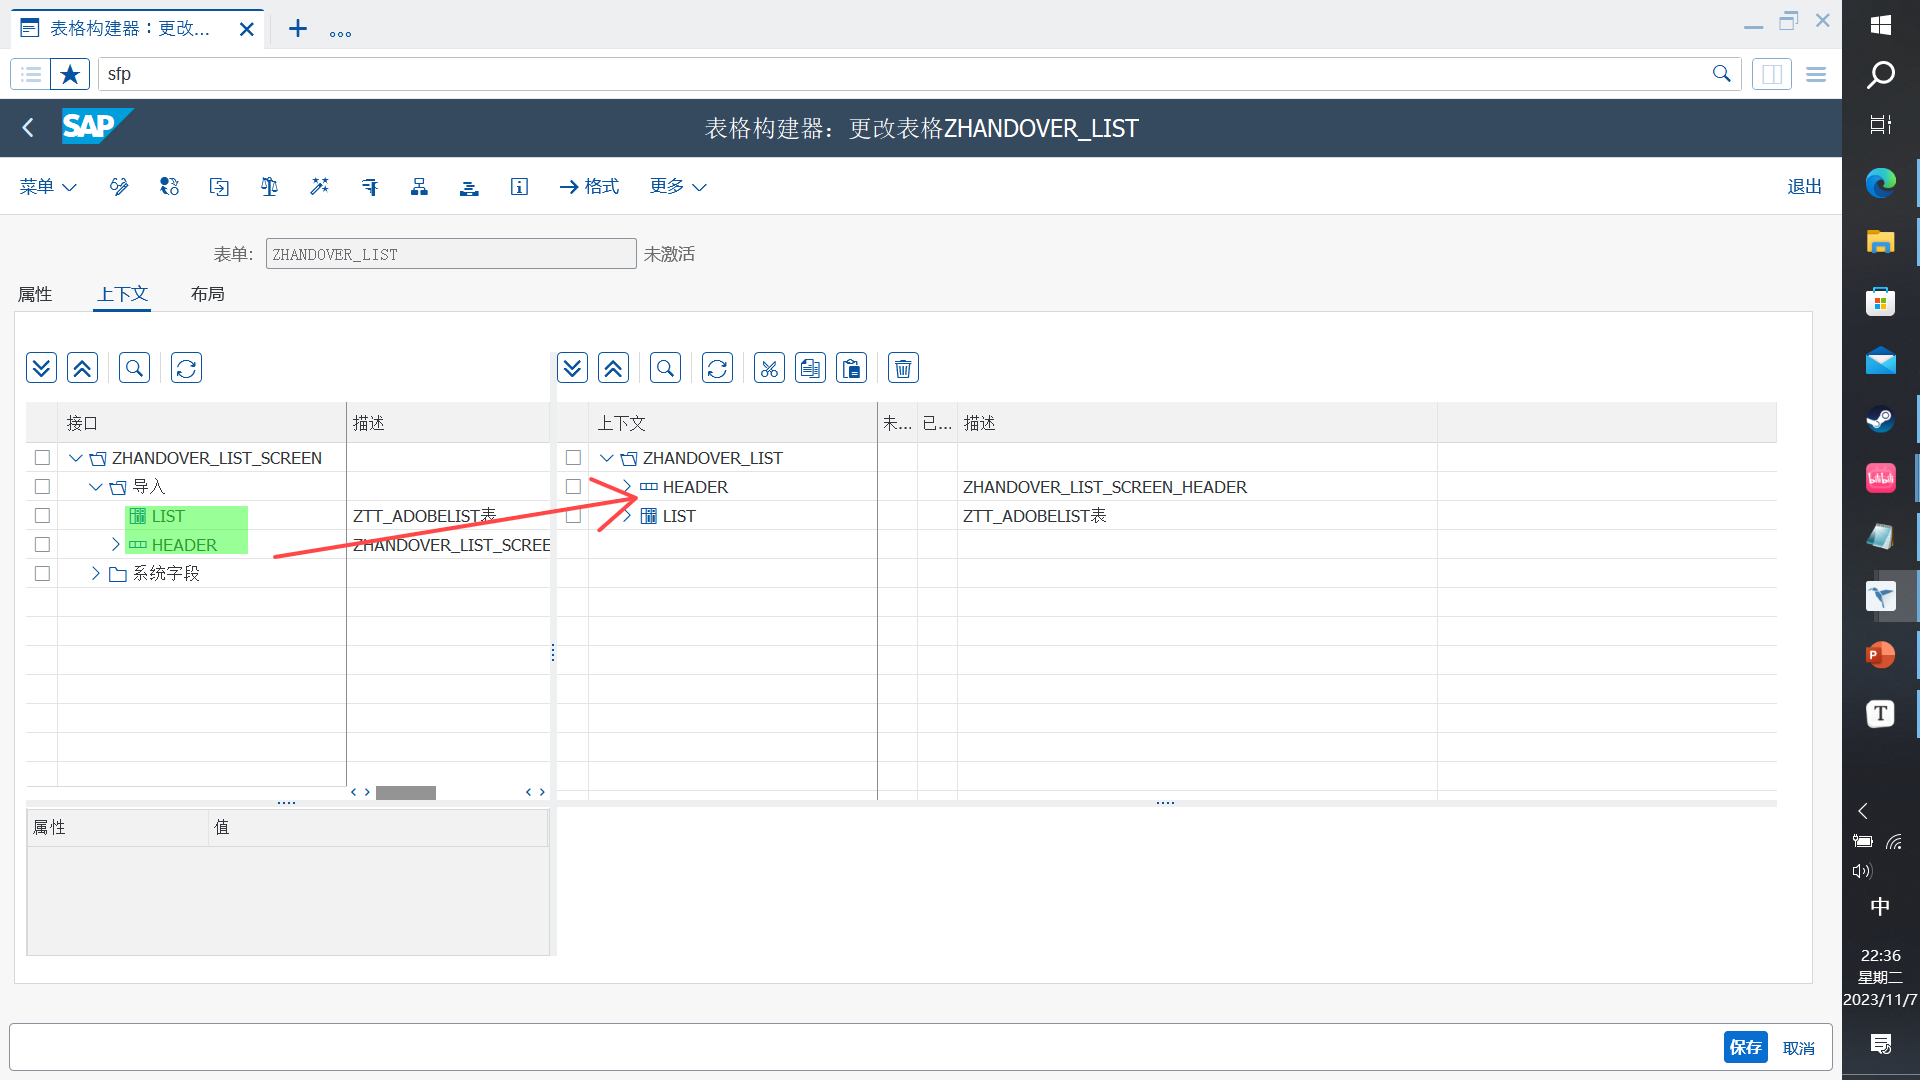 表格构建器：更改...
...
sfp
SAP
表格构建器：更改表格ZHANDOVER_LIST
菜单
格式
更多
退出
表单:
ZHANDOVER_LIST
未激活
属性
上下文
布局
接口
描述
上下文
未...
已...
描述
ZHANDOVER_LIST_SCREEN
ZHANDOVER_LIST
导入
HEADER
ZHANDOVER_LIST_SCREEN_HEADER
LIST
ZTT_ADOBELIST表
LIST
ZTT_ADOBELIST表
HEADER
ZHANDOVER_LIST_SCREE
系统字段
属性
值
保存
取消
bilibili
P
T
中
22:36
星期二
2023/11/7